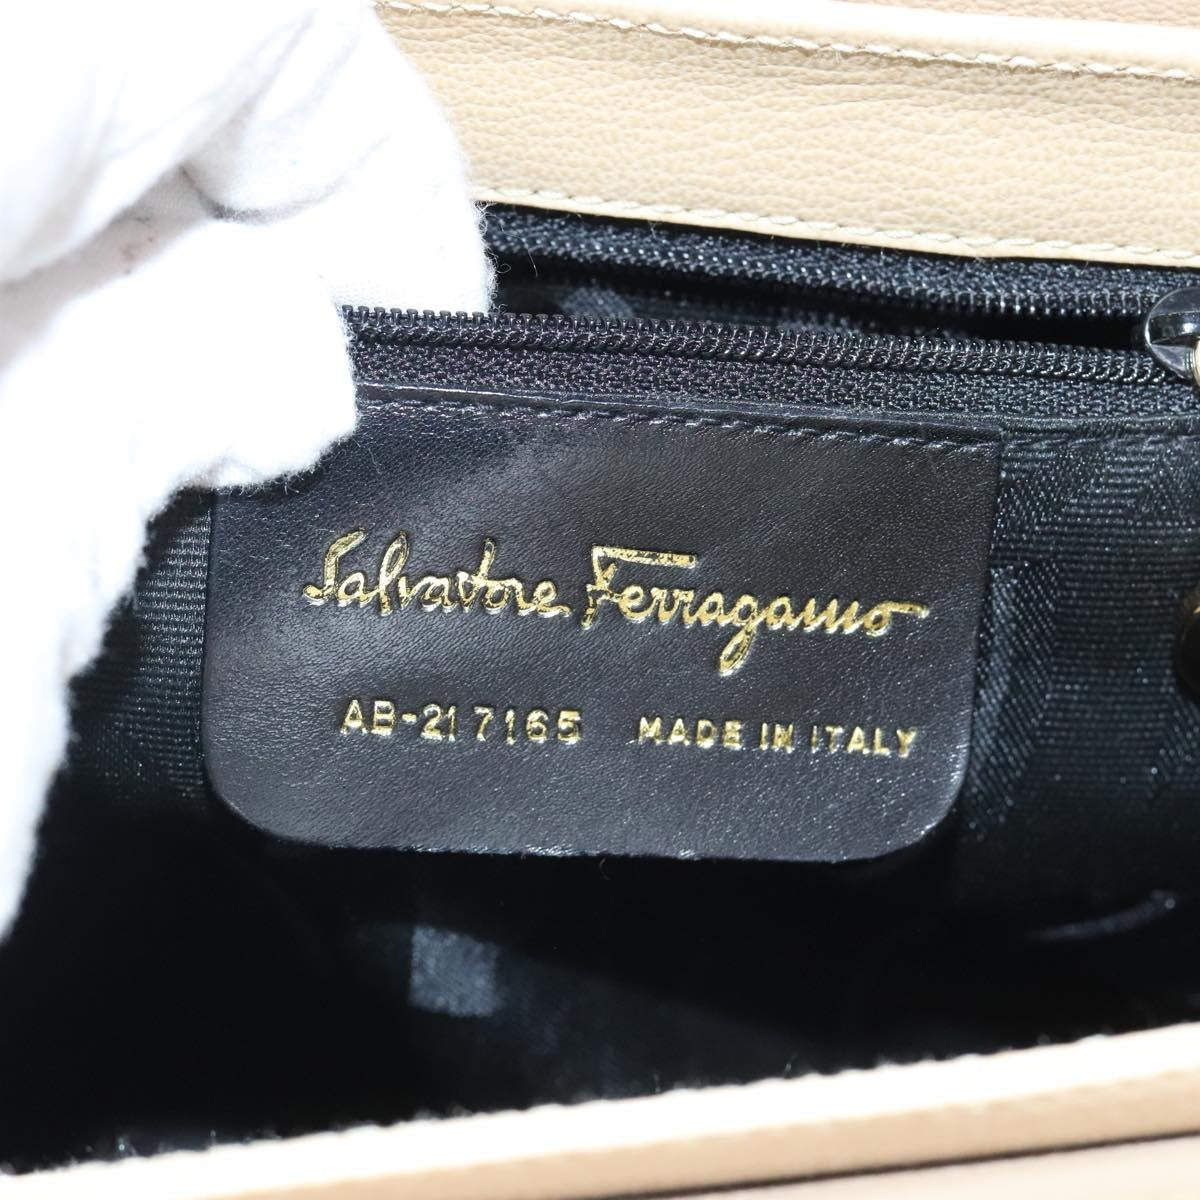 Salvatore Ferragamo
AB-21 7165 MADE IN ITALY